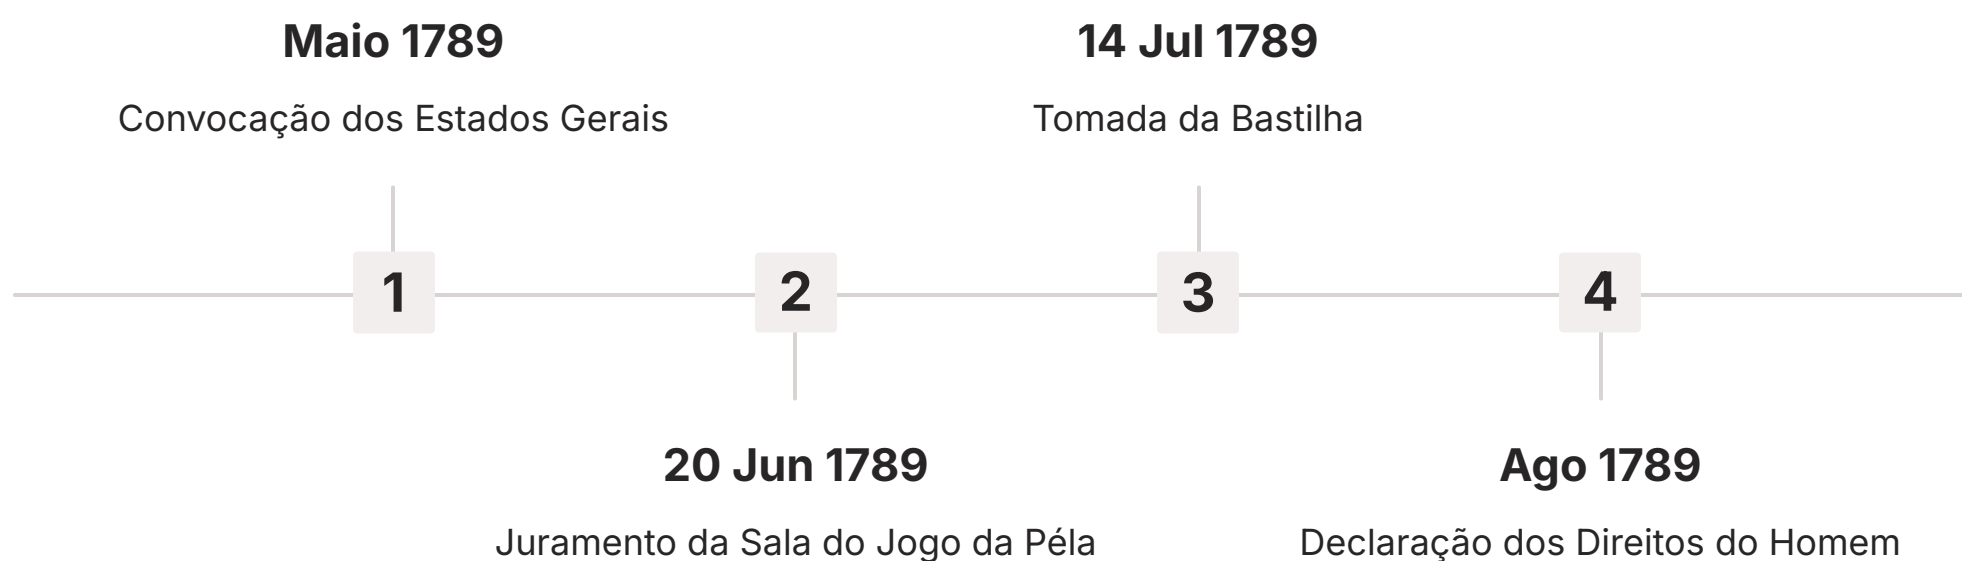 Maio 1789
Convocação dos Estados Gerais
14 Jul 1789
Tomada da Bastilha
1
2
3
4
20 Jun 1789
Juramento da Sala do Jogo da Péla
Ago 1789
Declaração dos Direitos do Homem